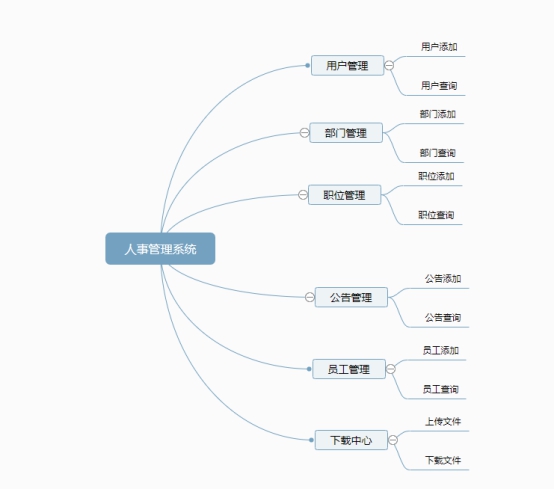 人事管理系统
用户管理
用户添加
用户查询
部门管理
部门添加
部门查询
职位管理
职位添加
职位查询
公告管理
公告添加
公告查询
员工管理
员工添加
员工查询
下载中心
上传文件
下载文件